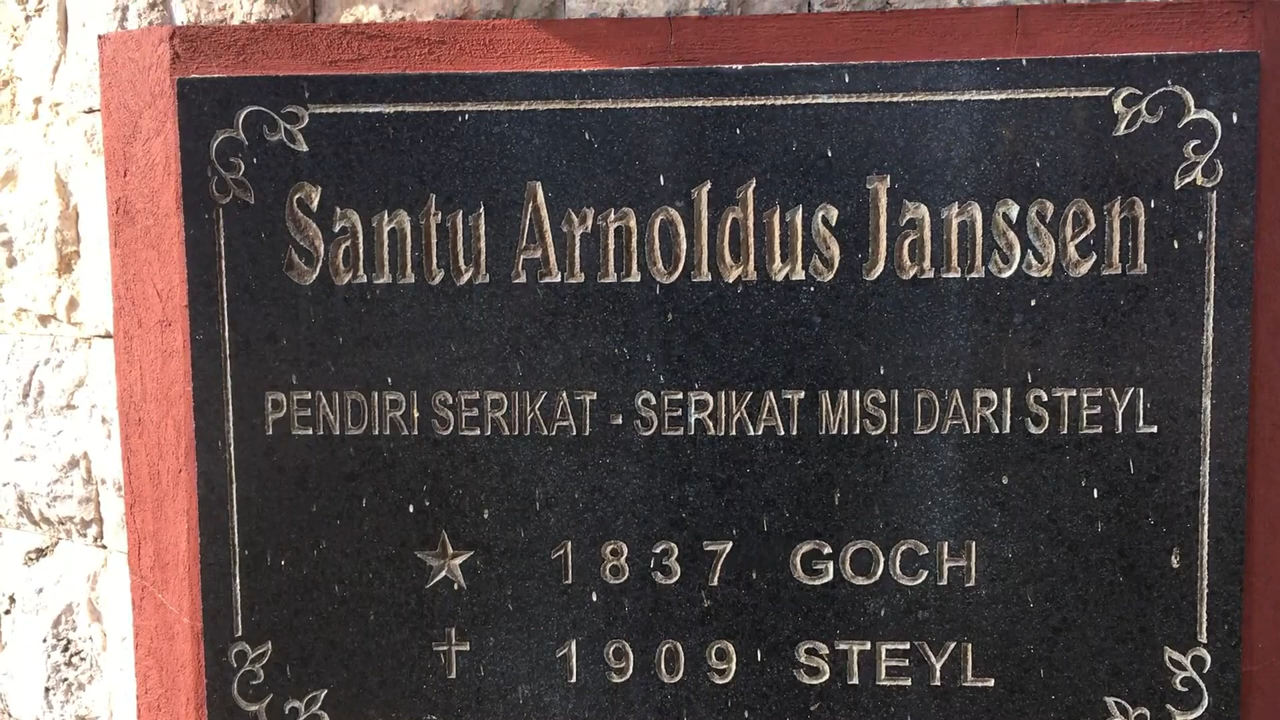 Santu Arnoldus Janssen
PENDIRI SERIKAT - SERIKAT MISI DARI STEYL
★ 1837 GOCH
✝ 1909 STEYL